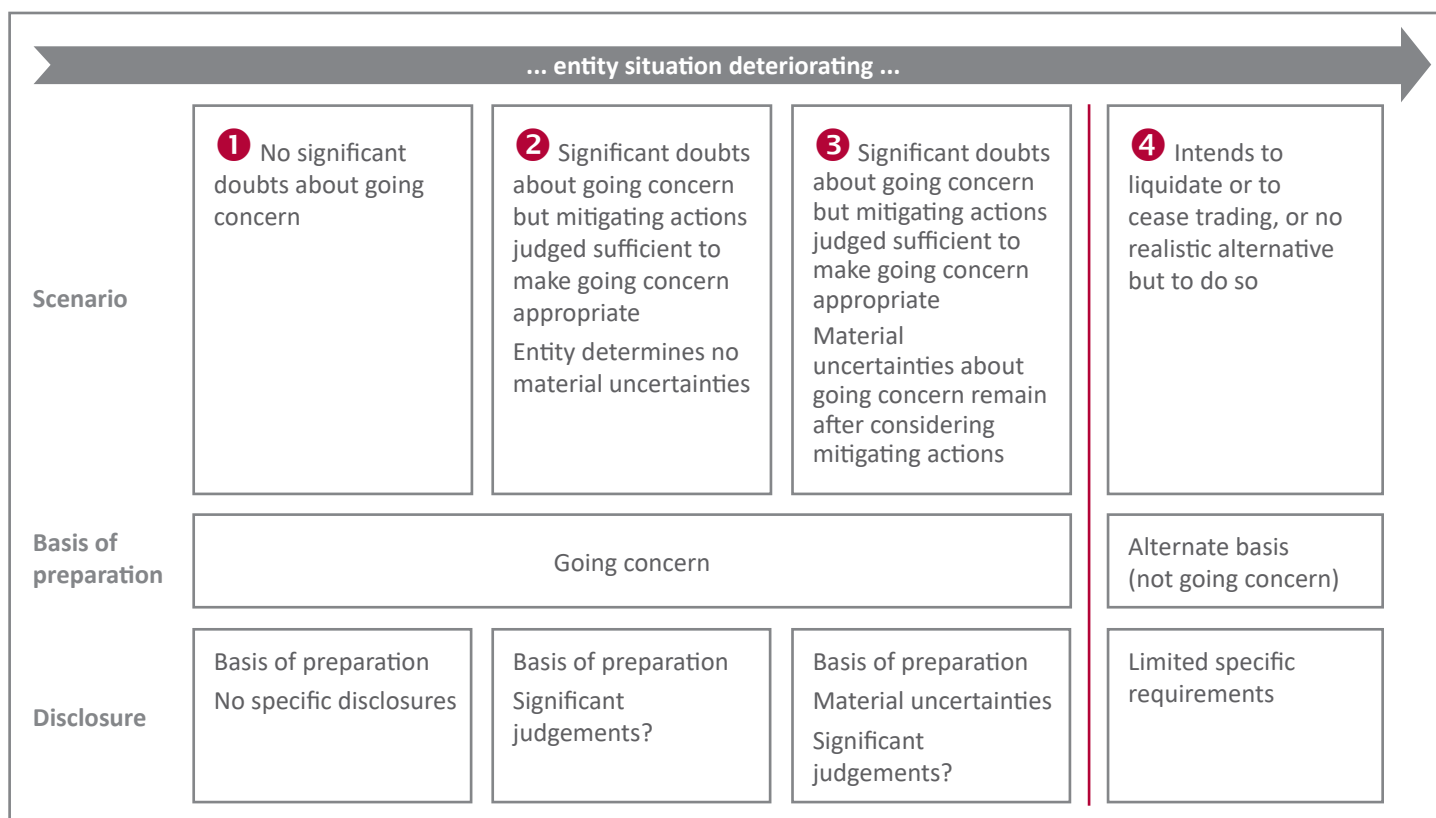 ... entity situation deteriorating ...
Scenario
❶ No significant
doubts about going
concern
❷ Significant doubts
about going concern
but mitigating actions
judged sufficient to
make going concern
appropriate
Entity determines no
material uncertainties
❸ Significant doubts
about going concern
but mitigating actions
judged sufficient to
make going concern
appropriate
Material
uncertainties about
going concern remain
after considering
mitigating actions
❹ Intends to
liquidate or to
cease trading, or no
realistic alternative
but to do so
Basis of
preparation
Going concern
Alternate basis
(not going concern)
Disclosure
Basis of preparation
No specific disclosures
Basis of preparation
Significant
judgements?
Basis of preparation
Material uncertainties
Significant
judgements?
Limited specific
requirements